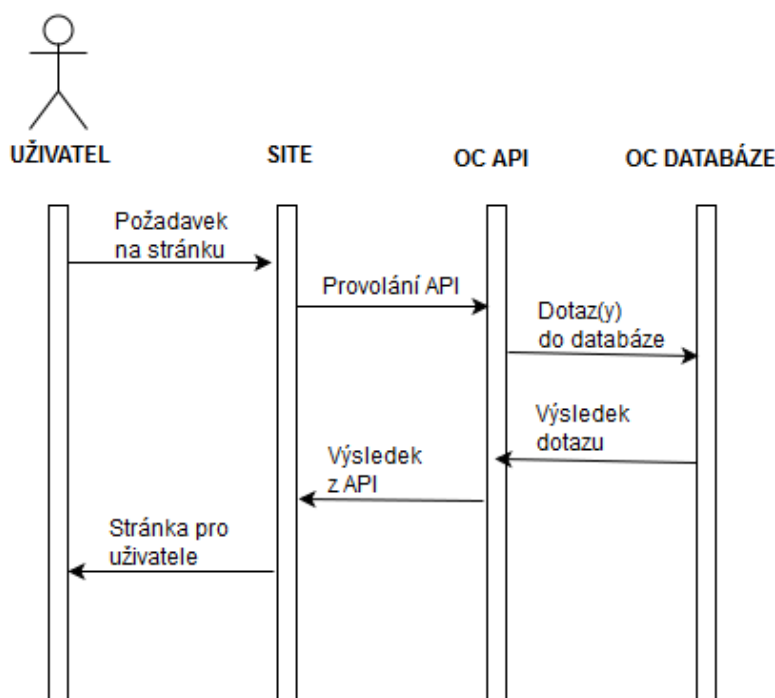 UŽIVATEL
SITE
OC API
OC DATABÁZE
Požadavek
na stránku
Provolání API
Dotaz(y)
do databáze
Výsledek
dotazu
Výsledek
z API
Stránka pro
uživatele